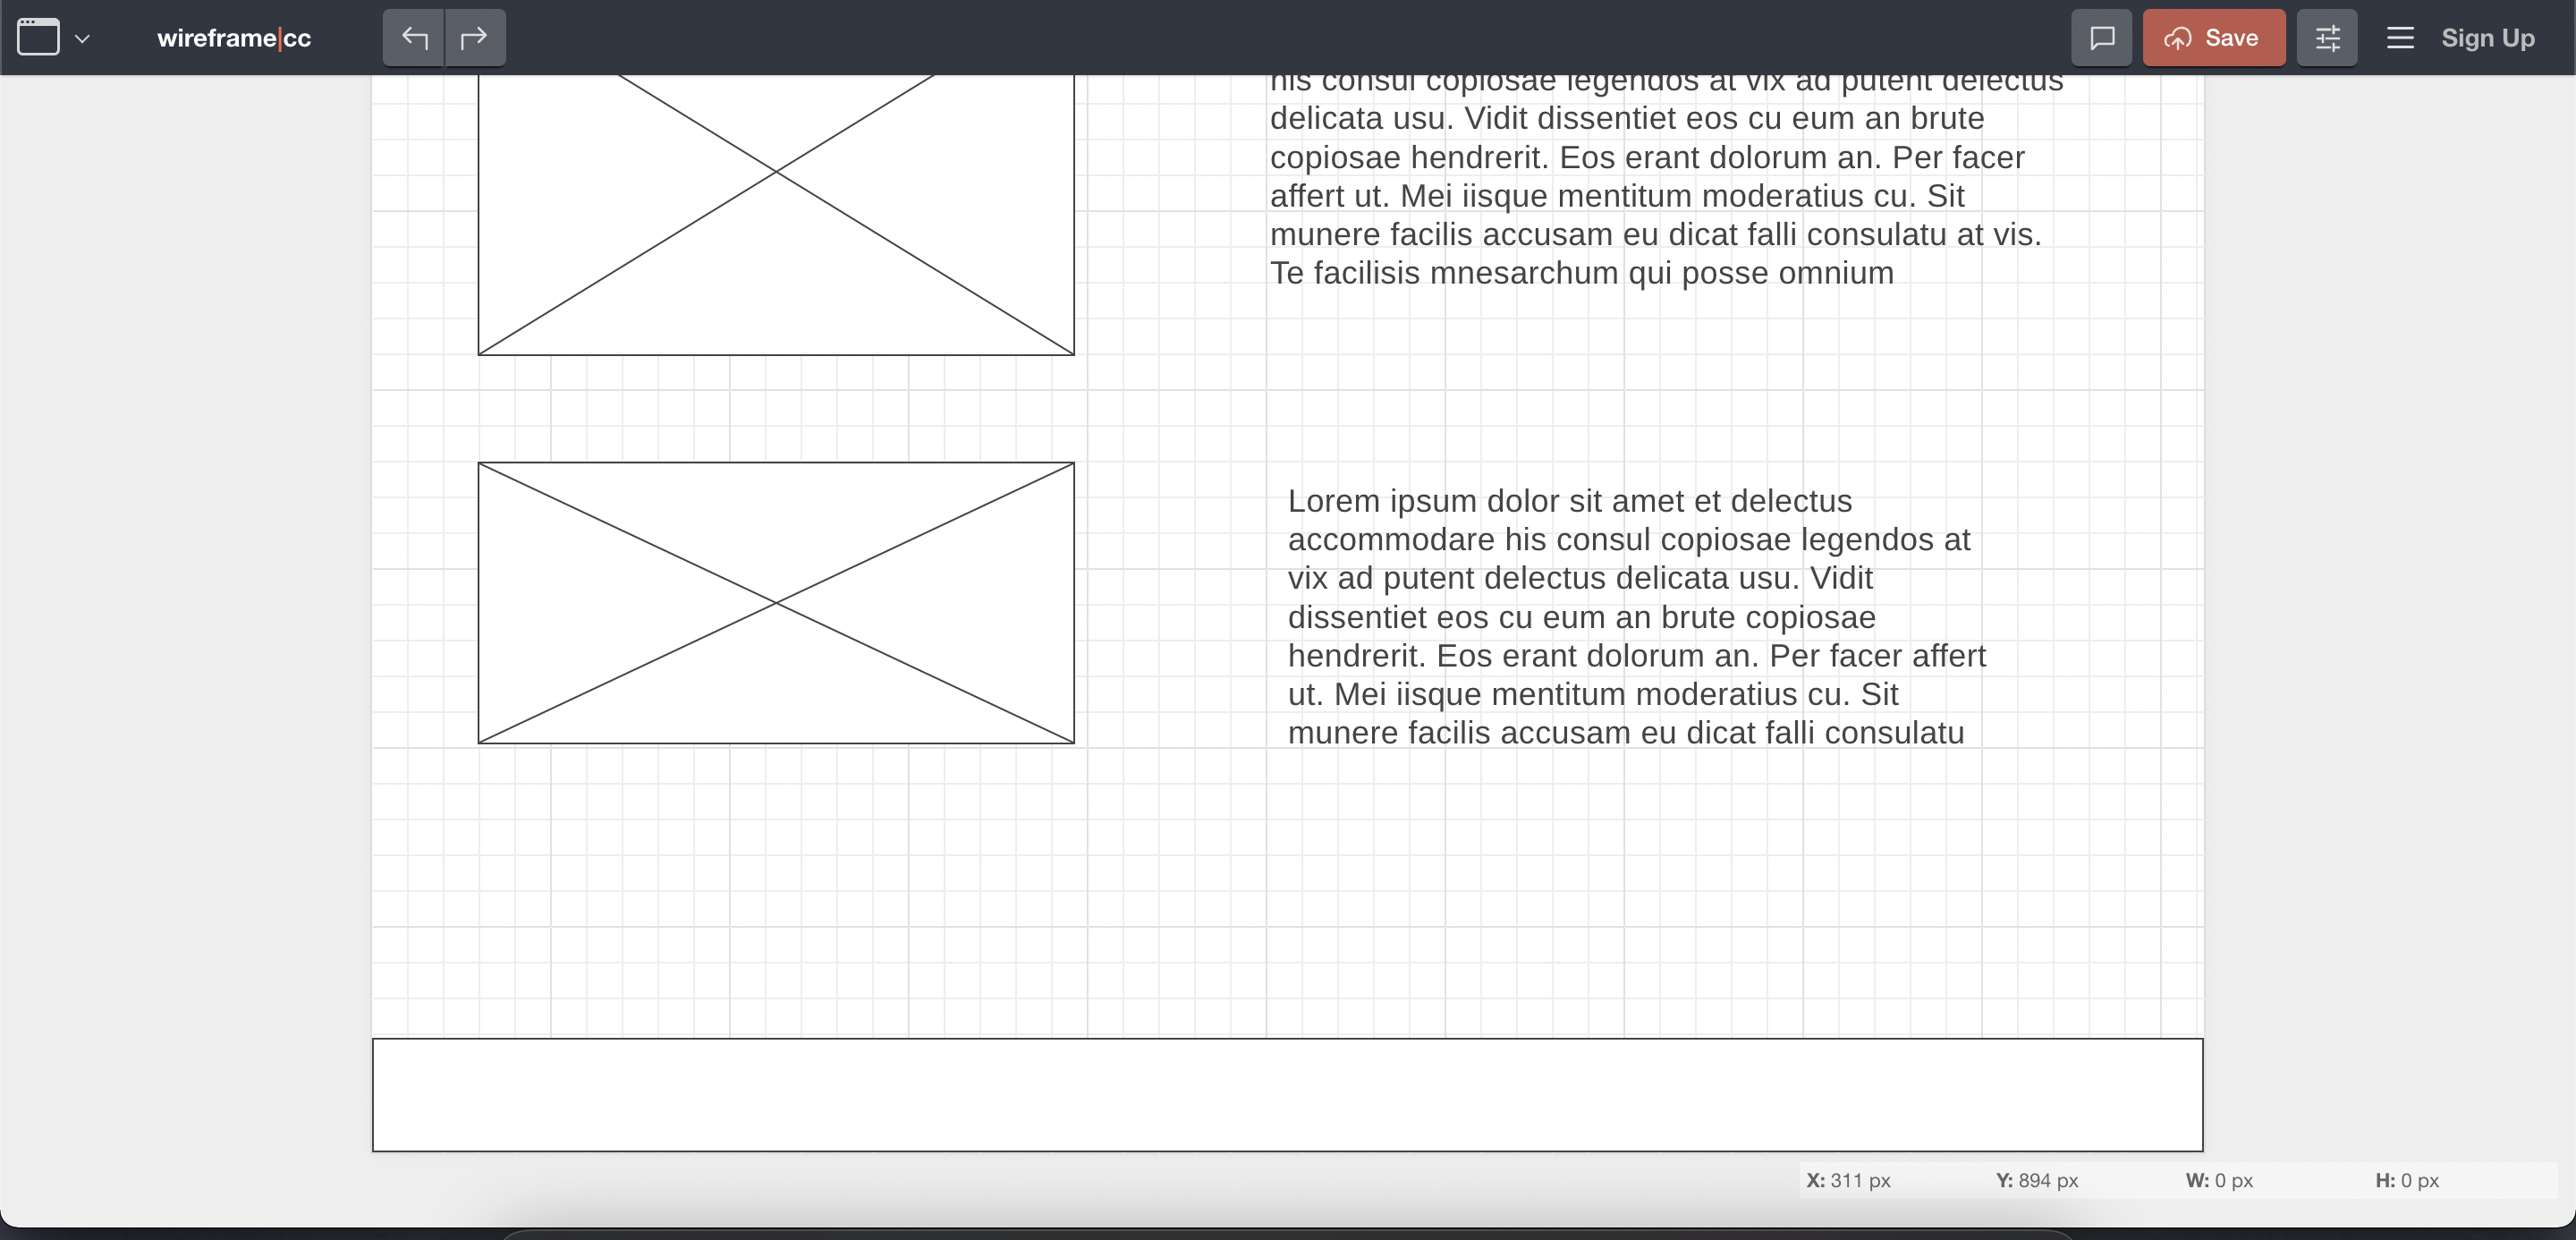 wireframe|cc
Save
Sign Up
his consul copiosae legendos at vix ad putent delectus
delicata usu. Vidit dissentiet eos cu eum an brute
copiosae hendrerit. Eos erant dolorum an. Per facer
affert ut. Mei iisque mentitum moderatius cu. Sit
munere facilis accusam eu dicat falli consulatu at vis.
Te facilisis mnesarchum qui posse omnium
Lorem ipsum dolor sit amet et delectus
accommodare his consul copiosae legendos at
vix ad putent delectus delicata usu. Vidit
dissentiet eos cu eum an brute copiosae
hendrerit. Eos erant dolorum an. Per facer affert
ut. Mei iisque mentitum moderatius cu. Sit
munere facilis accusam eu dicat falli consulatu
X: 311 px
Y: 894 px
W: 0 px
H: 0 px